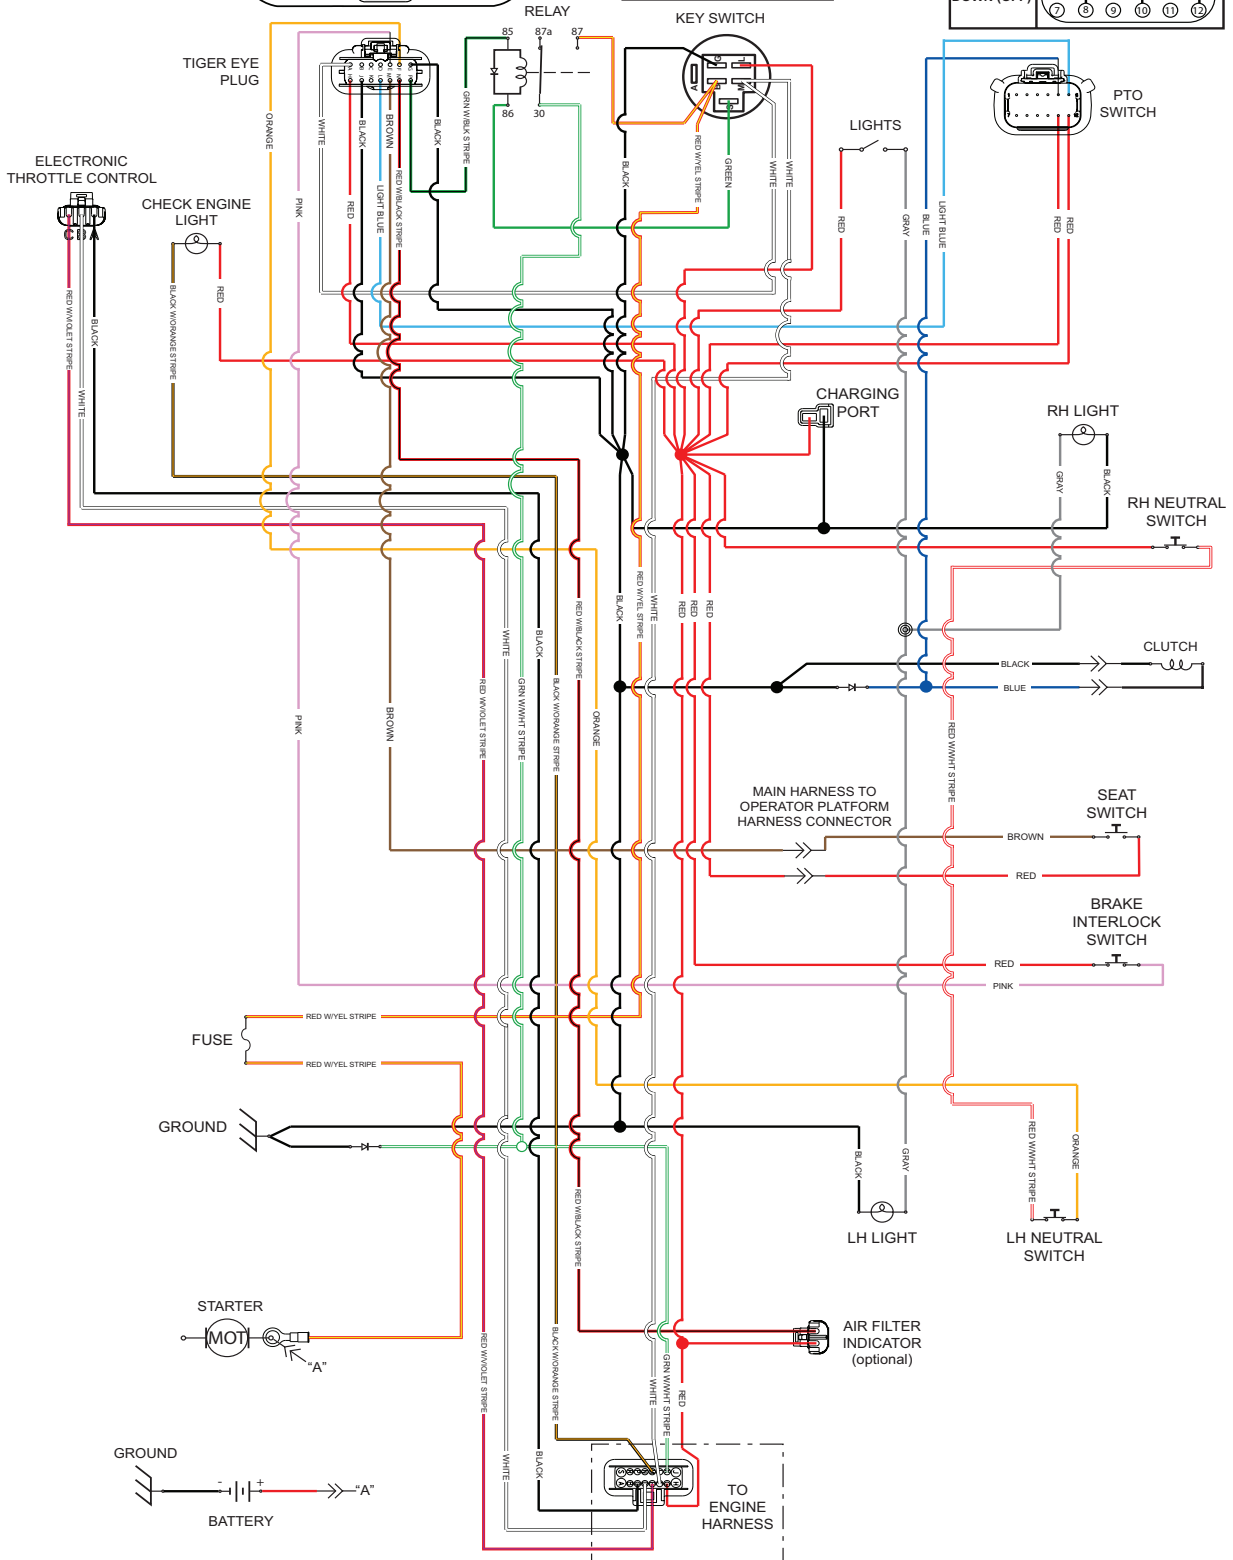 DOWN (OFF)
7 8 9 10 11 12
RELAY
KEY SWITCH
85 87a 87
86 30
TIGER EYE
PLUG
G L
B M
A S
PTO
SWITCH
LIGHTS
ELECTRONIC
THROTTLE CONTROL
C B A
CHECK ENGINE
LIGHT
ORANGE
PINK
WHITE
RED
BLACK
LIGHT BLUE
BROWN
RED W/BLACK STRIPE
BLACK
GRN W/BLK STRIPE
BLACK
RED W/YEL STRIPE
GREEN
WHITE
WHITE
RED
GRAY
BLUE
LIGHT BLUE
RED
RED
RED W/VIOLET STRIPE
WHITE
BLACK
BLACK W/ORANGE STRIPE
RED
CHARGING
PORT
RH LIGHT
GRAY
BLACK
RH NEUTRAL
SWITCH
RED W/BLACK STRIPE
BLACK
RED W/YEL STRIPE
WHITE
RED
RED
RED
WHITE
BLACK
CLUTCH
BLACK
BLUE
PINK
BROWN
RED W/VIOLET STRIPE
GRN W/WHT STRIPE
BLACK W/ORANGE STRIPE
ORANGE
RED W/WHT STRIPE
MAIN HARNESS TO
OPERATOR PLATFORM
HARNESS CONNECTOR
SEAT
SWITCH
BROWN
RED
BRAKE
INTERLOCK
SWITCH
RED
PINK
FUSE
RED W/YEL STRIPE
RED W/YEL STRIPE
GROUND
BLACK
GRAY
RED W/WHT STRIPE
ORANGE
RED W/BLACK STRIPE
LH LIGHT
LH NEUTRAL
SWITCH
STARTER
MOT
"A"
AIR FILTER
INDICATOR
(optional)
RED W/VIOLET STRIPE
BLACK W/ORANGE STRIPE
WHITE
GRN W/WHT STRIPE
RED
GROUND
- +
"A"
BATTERY
WHITE
BLACK
TO
ENGINE
HARNESS